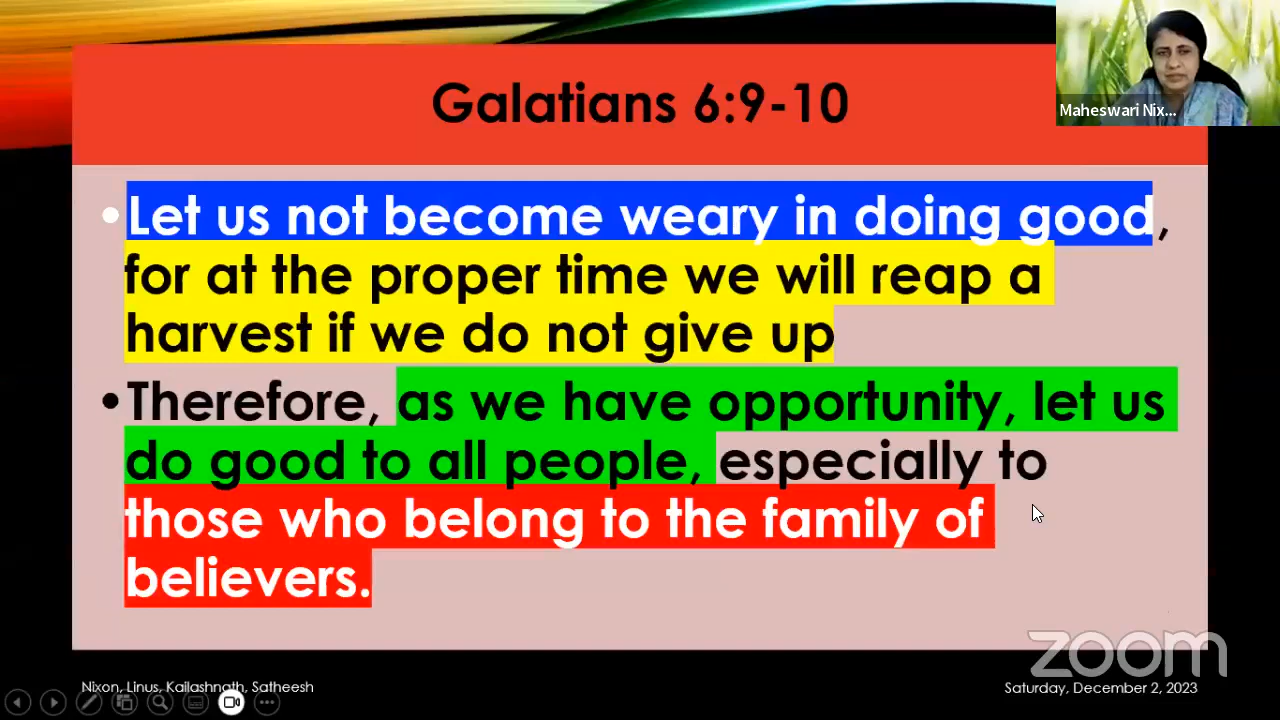 Galatians 6:9-10
Maheswari Nix...
•Let us not become weary in doing good,
for at the proper time we will reap a
harvest if we do not give up
•Therefore, as we have opportunity, let us
do good to all people, especially to
those who belong to the family of
believers.
zoom
Nixon, Linus, Kailashnath, Satheesh
Saturday, December 2, 2023